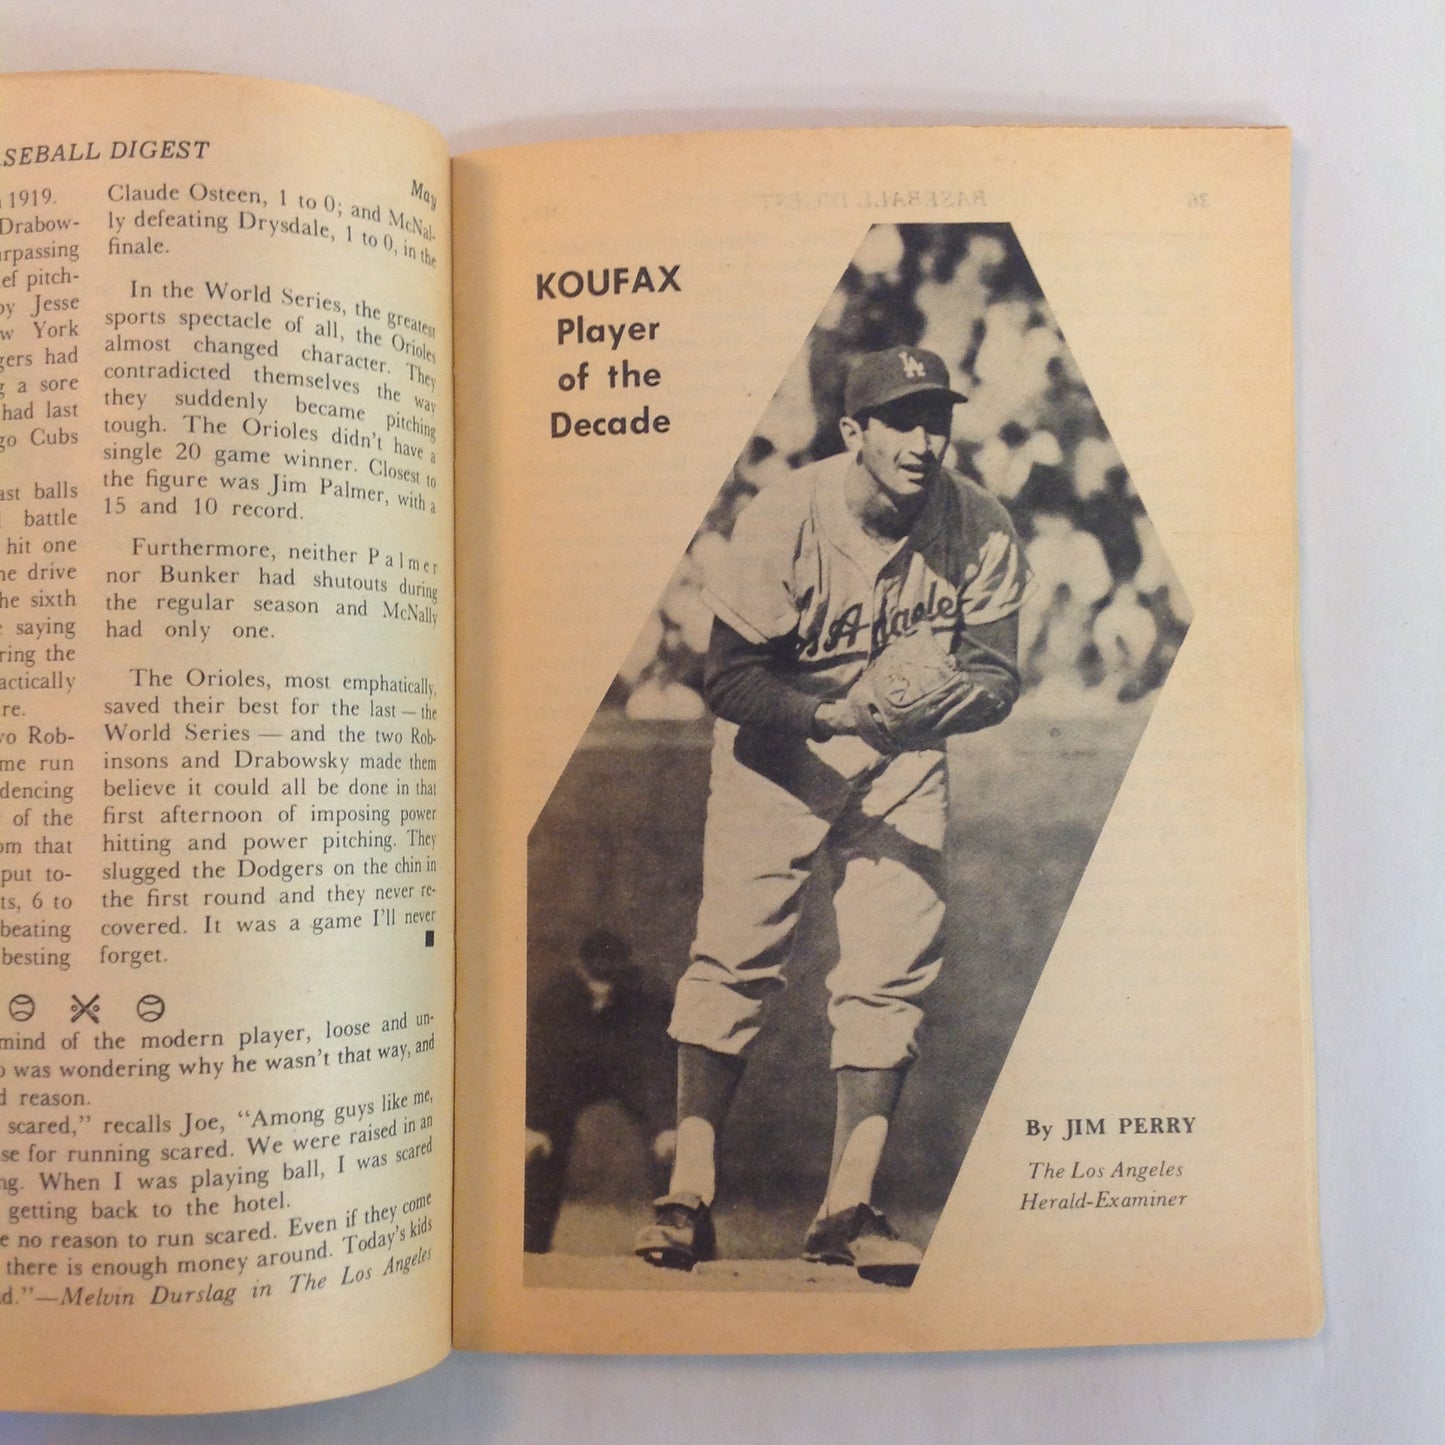 ASEBALL DIGEST
May
1919.
Drabow-
rpassing
ef pitch-
by Jesse
w York
gers had
g a sore
had last
go Cubs
ast balls
battle
hit one
ne drive
he sixth
e saying
ring the
actically
re.
vo Rob-
me run
dencing
of the
om that
put to-
ts, 6 to
beating
besting
Claude Osteen, 1 to 0; and McNal-
ly defeating Drysdale, 1 to 0, in the
finale.
In the World Series, the greatest
sports spectacle of all, the Orioles
almost changed character. They
contradicted themselves the way
they suddenly became pitching
tough. The Orioles didn't have a
single 20 game winner. Closest to
the figure was Jim Palmer, with a
15 and 10 record.
Furthermore, neither Palmer
nor Bunker had shutouts during
the regular season and McNally
had only one.
The Orioles, most emphatically,
saved their best for the last — the
World Series — and the two Rob-
insons and Drabowsky made them
believe it could all be done in that
first afternoon of imposing power
hitting and power pitching. They
slugged the Dodgers on the chin in
the first round and they never re-
covered. It was a game I'll never
forget.
mind of the modern player, loose and un-
o was wondering why he wasn't that way, and
d reason.
scared," recalls Joe, "Among guys like me,
se for running scared. We were raised in an
ng. When I was playing ball, I was scared
getting back to the hotel.
e no reason to run scared. Even if they come
there is enough money around. Today's kids
d."—Melvin Durslag in The Los Angeles
KOUFAX
Player
of the
Decade
LA
By JIM PERRY
The Los Angeles
Herald-Examiner